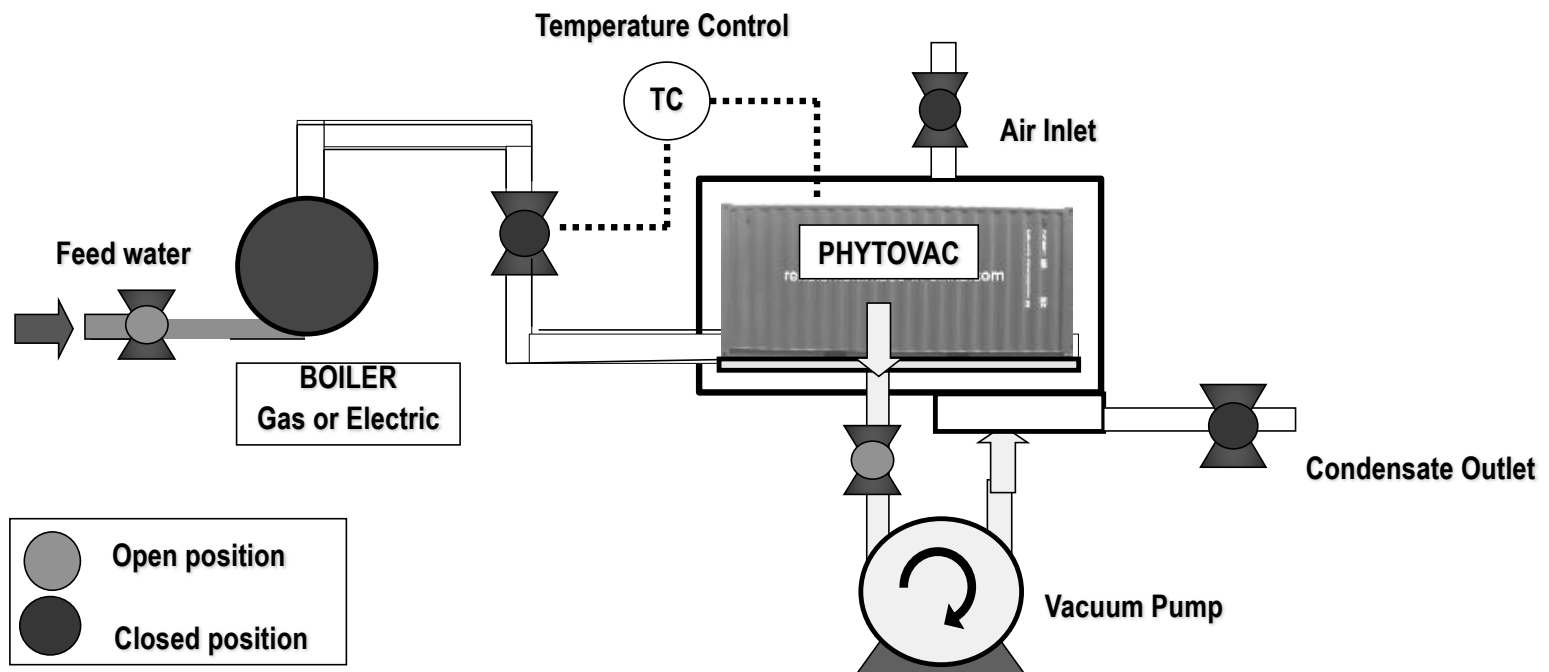 Temperature Control
TC
Air Inlet
Feed water
PHYTOVAC
BOILER
Gas or Electric
Condensate Outlet
Open position
Vacuum Pump
Closed position